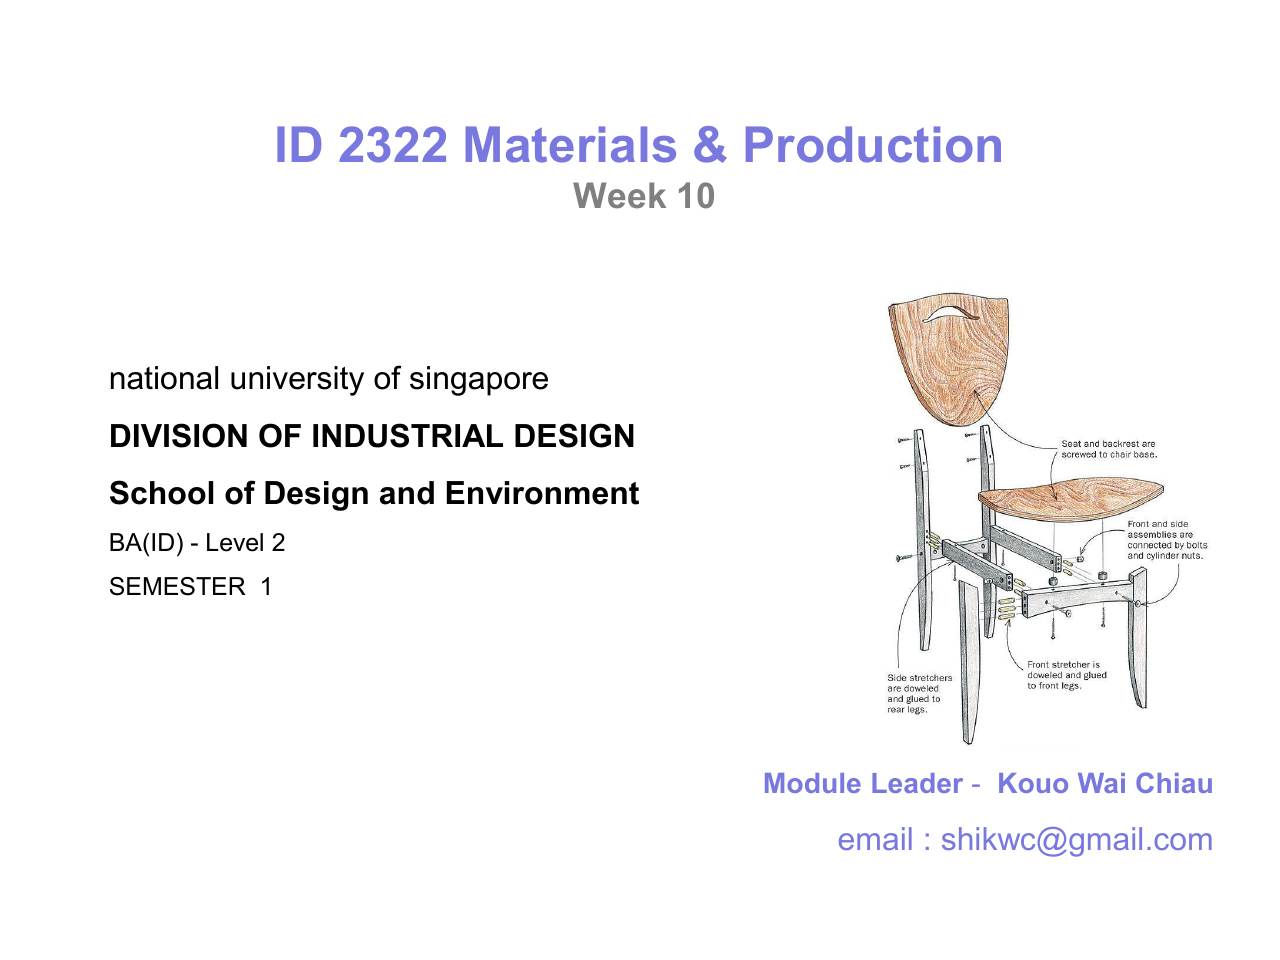 ID 2322 Materials & Production
Week 10
national university of singapore
DIVISION OF INDUSTRIAL DESIGN
School of Design and Environment
BA(ID) - Level 2
SEMESTER 1
Seat and backrest are
screwed to chair base.
Front and side
assemblies are
connected by bolts
and cylinder nuts.
Front stretcher is
doweled and glued
to front legs.
Side stretchers
are doweled
and glued to
rear legs.
Module Leader - Kouo Wai Chiau
email : shikwc@gmail.com